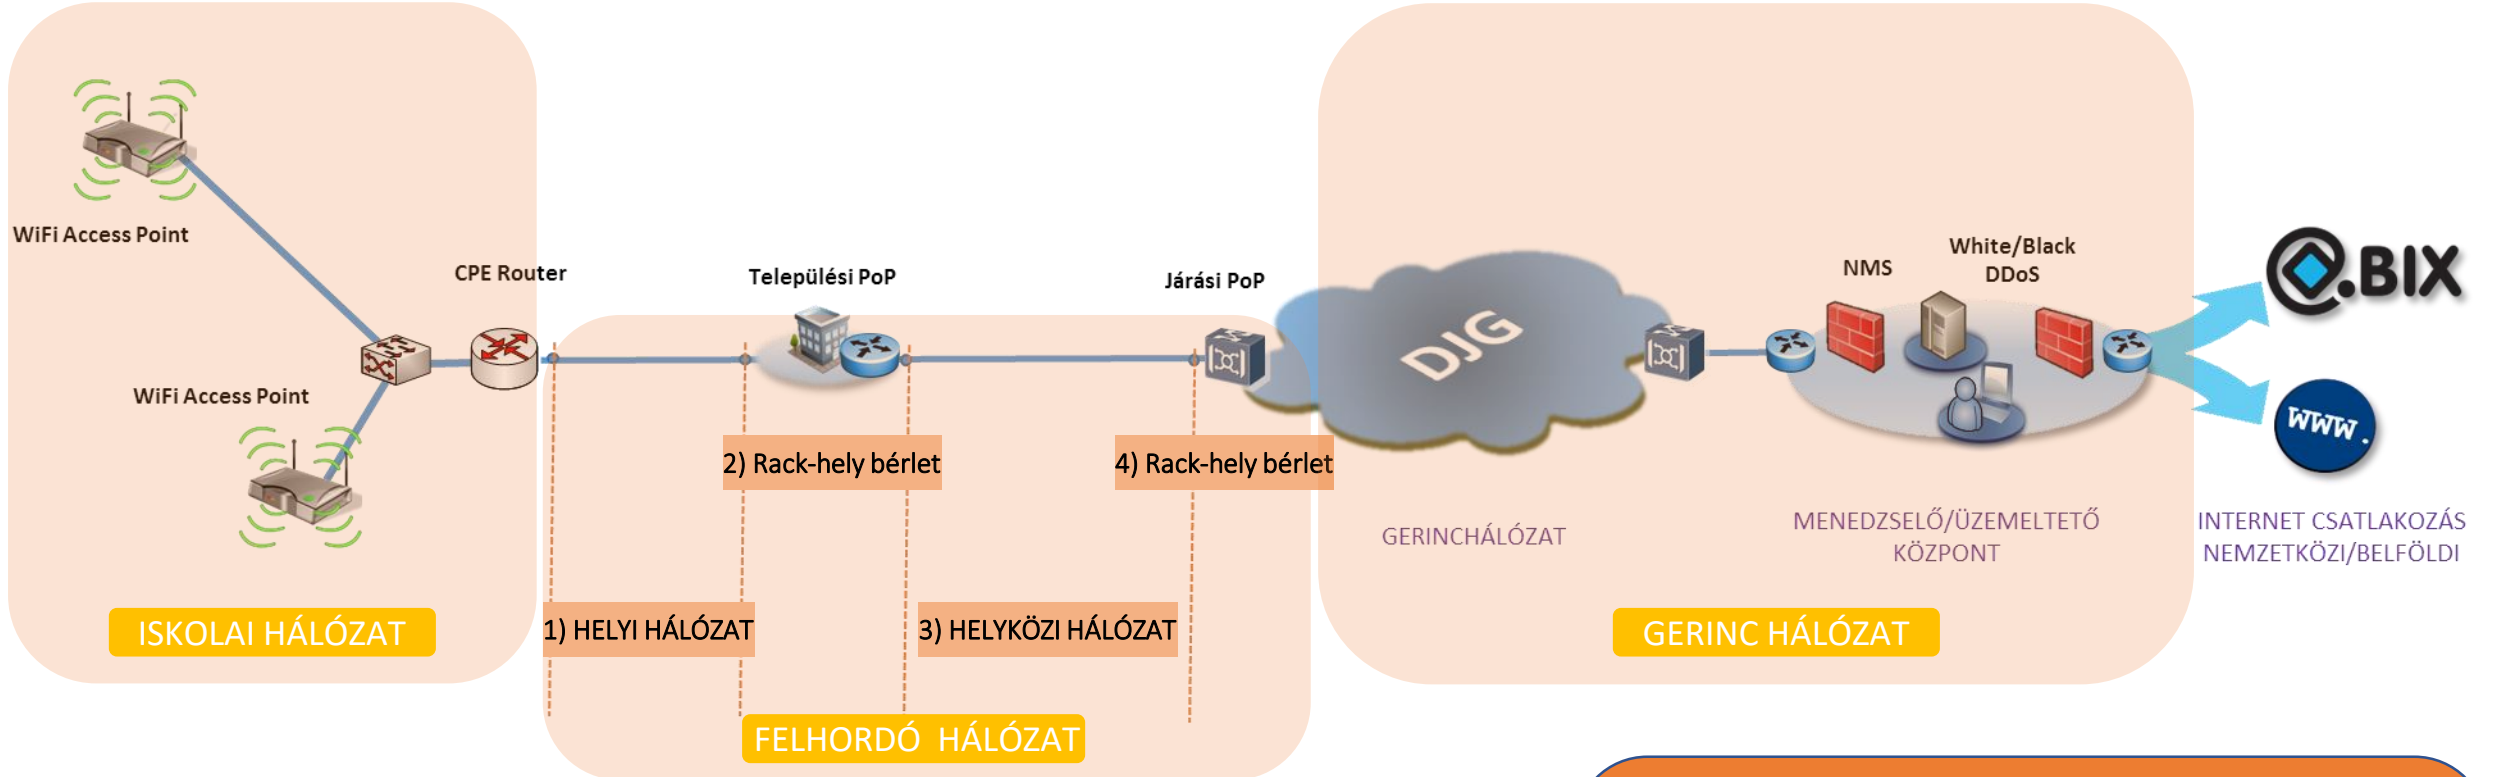 WiFi Access Point
CPE Router
WiFi Access Point
ISKOLAI HÁLÓZAT
Települési PoP
Járási PoP
2) Rack-hely bérlet
4) Rack-hely bérlet
1) HELYI HÁLÓZAT
3) HELYKÖZI HÁLÓZAT
FELHORDÓ HÁLÓZAT
DJG
NMS
White/Black
DDoS
GERINCHÁLÓZAT
MENEDZSELŐ/ÜZEMELTETŐ
KÖZPONT
GERINC HÁLÓZAT
.BIX
WWW.
INTERNET CSATLAKOZÁS
NEMZETKÖZI/BELFÖLDI